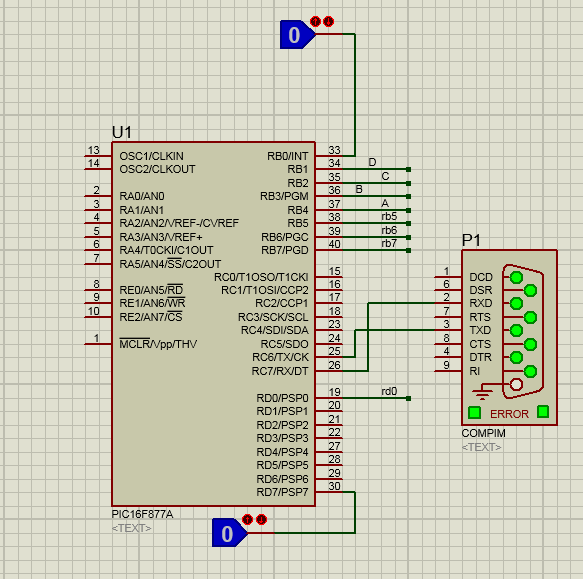 0
U1
13 OSC1/CLKIN RB0/INT 33
14 OSC2/CLKOUT RB1 34 D
RB2 35 C
2 RA0/AN0 RB3/PGM 36 B
3 RA1/AN1 RB4 37 A
4 RA2/AN2/VREF-/CVREF RB5 38 rb5
5 RA3/AN3/VREF+ RB6/PGC 39 rb6
6 RA4/T0CKI/C1OUT RB7/PGD 40 rb7
7 RA5/AN4/SS/C2OUT
RC0/T1OSO/T1CKI 15
8 RE0/AN5/RD RC1/T1OSI/CCP2 16
9 RE1/AN6/WR RC2/CCP1 17
10 RE2/AN7/CS RC3/SCK/SCL 18
RC4/SDI/SDA 23
1 MCLR/Vpp/THV RC5/SDO 24
RC6/TX/CK 25
RC7/RX/DT 26
RD0/PSP0 19 rd0
RD1/PSP1 20
RD2/PSP2 21
RD3/PSP3 22
RD4/PSP4 27
RD5/PSP5 28
RD6/PSP6 29
RD7/PSP7 30
PIC16F877A
<TEXT>
0
P1
1 DCD
6 DSR
2 RXD
7 RTS
3 TXD
8 CTS
4 DTR
9 RI
ERROR
COMPIM
<TEXT>